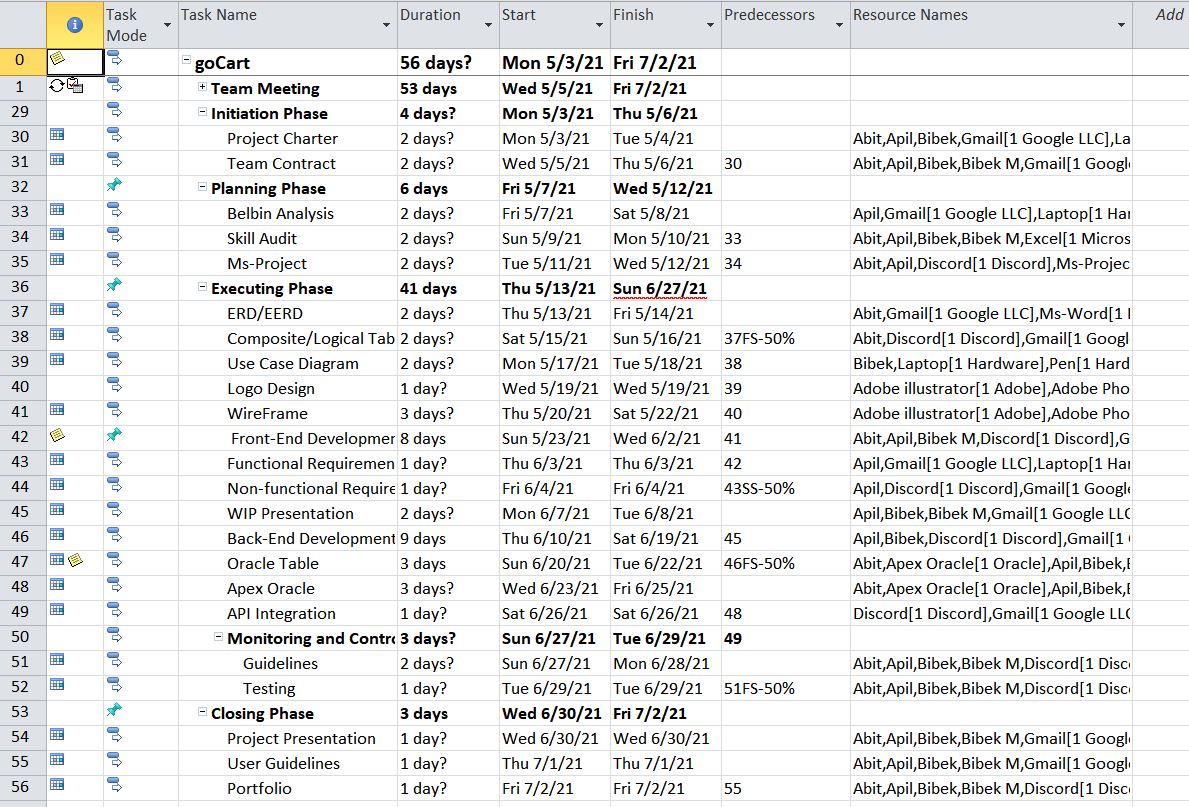 Task Mode Task Name Duration Start Finish Predecessors Resource Names Add
0 goCart 56 days? Mon 5/3/21 Fri 7/2/21
1 Team Meeting 53 days Wed 5/5/21 Fri 7/2/21
29 Initiation Phase 4 days? Mon 5/3/21 Thu 5/6/21
30 Project Charter 2 days? Mon 5/3/21 Tue 5/4/21 Abit,Apil,Bibek,Gmail[1 Google LLC],La
31 Team Contract 2 days? Wed 5/5/21 Thu 5/6/21 30 Abit,Apil,Bibek,Bibek M,Gmail[1 Googl
32 Planning Phase 6 days Fri 5/7/21 Wed 5/12/21
33 Belbin Analysis 2 days? Fri 5/7/21 Sat 5/8/21 Apil,Gmail[1 Google LLC],Laptop[1 Har
34 Skill Audit 2 days? Sun 5/9/21 Mon 5/10/21 33 Abit,Apil,Bibek,Bibek M,Excel[1 Micros
35 Ms-Project 2 days? Tue 5/11/21 Wed 5/12/21 34 Abit,Apil,Discord[1 Discord],Ms-Projec
36 Executing Phase 41 days Thu 5/13/21 Sun 6/27/21
37 ERD/EERD 2 days? Thu 5/13/21 Fri 5/14/21 Abit,Gmail[1 Google LLC],Ms-Word[1 
38 Composite/Logical Tab 2 days? Sat 5/15/21 Sun 5/16/21 37FS-50% Abit,Discord[1 Discord],Gmail[1 Googl
39 Use Case Diagram 2 days? Mon 5/17/21 Tue 5/18/21 38 Bibek,Laptop[1 Hardware],Pen[1 Hard
40 Logo Design 1 day? Wed 5/19/21 Wed 5/19/21 39 Adobe illustrator[1 Adobe],Adobe Pho
41 WireFrame 3 days? Thu 5/20/21 Sat 5/22/21 40 Adobe illustrator[1 Adobe],Adobe Pho
42 Front-End Developmer 8 days Sun 5/23/21 Wed 6/2/21 41 Abit,Apil,Bibek M,Discord[1 Discord],G
43 Functional Requiremen 1 day? Thu 6/3/21 Thu 6/3/21 42 Apil,Gmail[1 Google LLC],Laptop[1 Har
44 Non-functional Require 1 day? Fri 6/4/21 Fri 6/4/21 43SS-50% Apil,Discord[1 Discord],Gmail[1 Google
45 WIP Presentation 2 days? Mon 6/7/21 Tue 6/8/21 Apil,Bibek,Bibek M,Gmail[1 Google LLC
46 Back-End Development 9 days Thu 6/10/21 Sat 6/19/21 45 Apil,Bibek,Discord[1 Discord],Gmail[1
47 Oracle Table 3 days Sun 6/20/21 Tue 6/22/21 46FS-50% Abit,Apex Oracle[1 Oracle],Apil,Bibek,
48 Apex Oracle 3 days? Wed 6/23/21 Fri 6/25/21 Abit,Apex Oracle[1 Oracle],Apil,Bibek,
49 API Integration 1 day? Sat 6/26/21 Sat 6/26/21 48 Discord[1 Discord],Gmail[1 Google LLC
50 Monitoring and Contro 3 days? Sun 6/27/21 Tue 6/29/21 49
51 Guidelines 2 days? Sun 6/27/21 Mon 6/28/21 Abit,Apil,Bibek,Bibek M,Discord[1 Disc
52 Testing 1 day? Tue 6/29/21 Tue 6/29/21 51FS-50% Abit,Apil,Bibek,Bibek M,Discord[1 Disc
53 Closing Phase 3 days Wed 6/30/21 Fri 7/2/21
54 Project Presentation 1 day? Wed 6/30/21 Wed 6/30/21 Abit,Apil,Bibek,Bibek M,Gmail[1 Googl
55 User Guidelines 1 day? Thu 7/1/21 Thu 7/1/21 Abit,Apil,Bibek,Bibek M,Gmail[1 Googl
56 Portfolio 1 day? Fri 7/2/21 Fri 7/2/21 55 Abit,Apil,Bibek,Bibek M,Discord[1 Disc